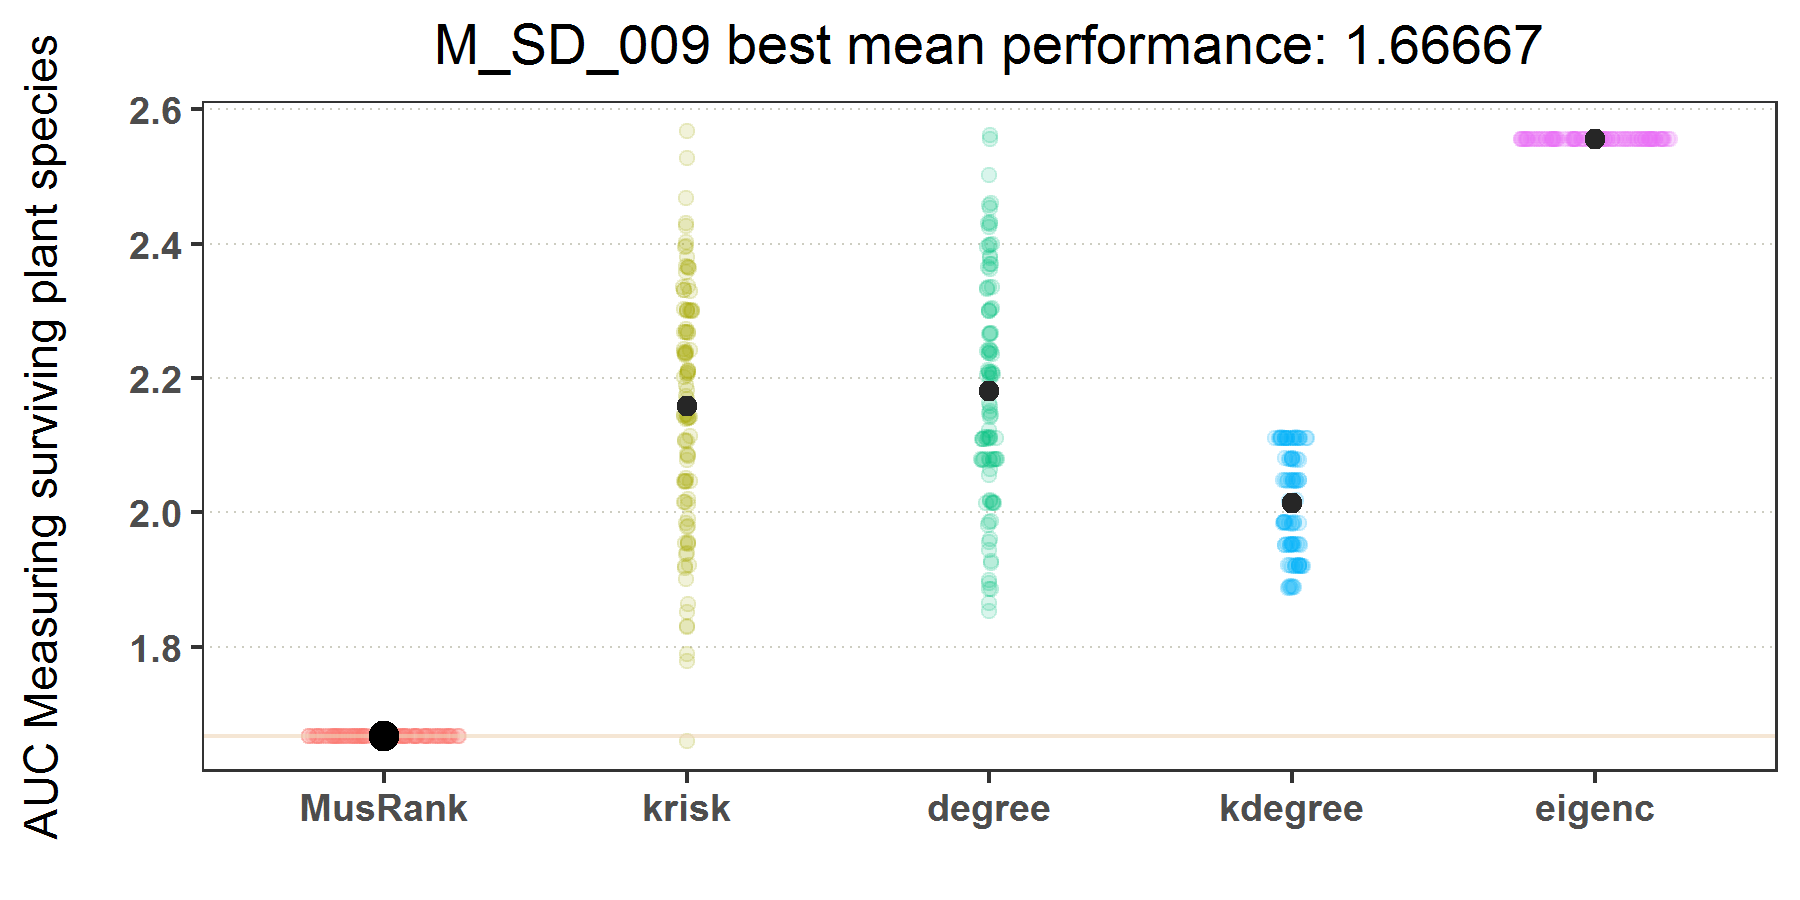 M_SD_009 best mean performance: 1.66667
AUC Measuring surviving plant species
2.6
2.4
2.2
2.0
1.8
MusRank krisk degree kdegree eigenc